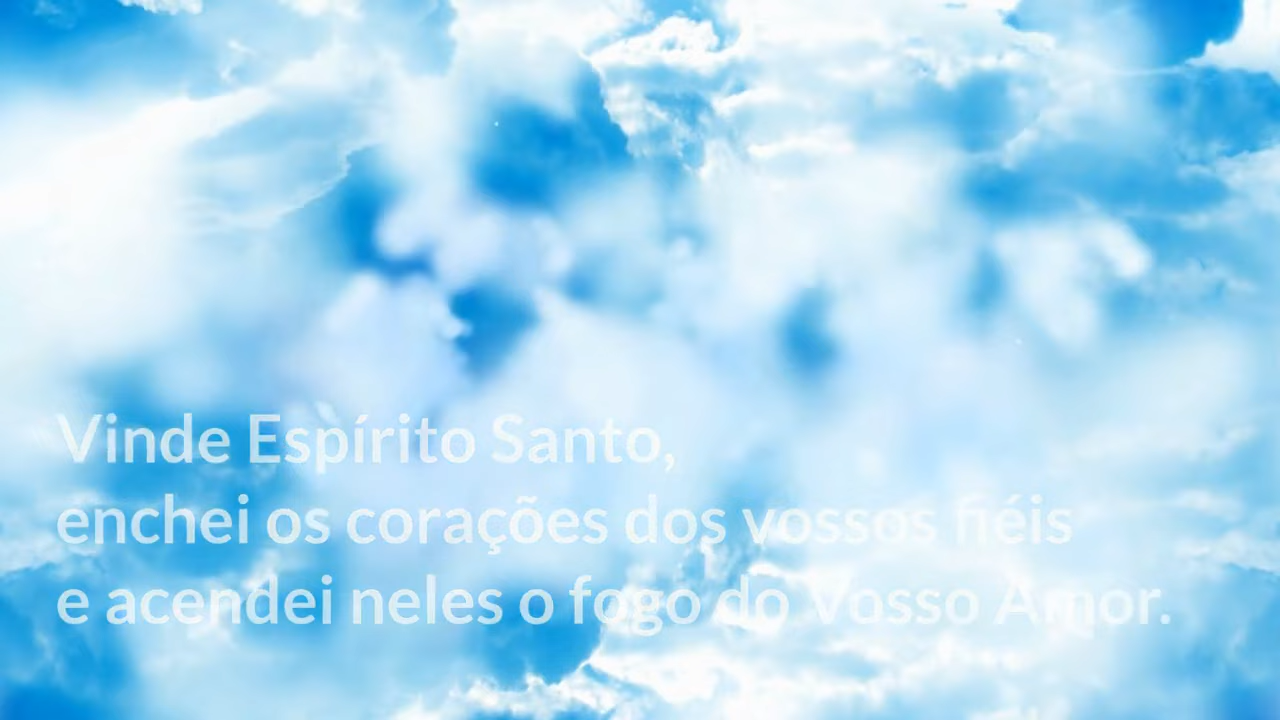 Vinde Espírito Santo,
enchei os corações dos vossos fiéis
e acendei neles o fogo do Vosso Amor.